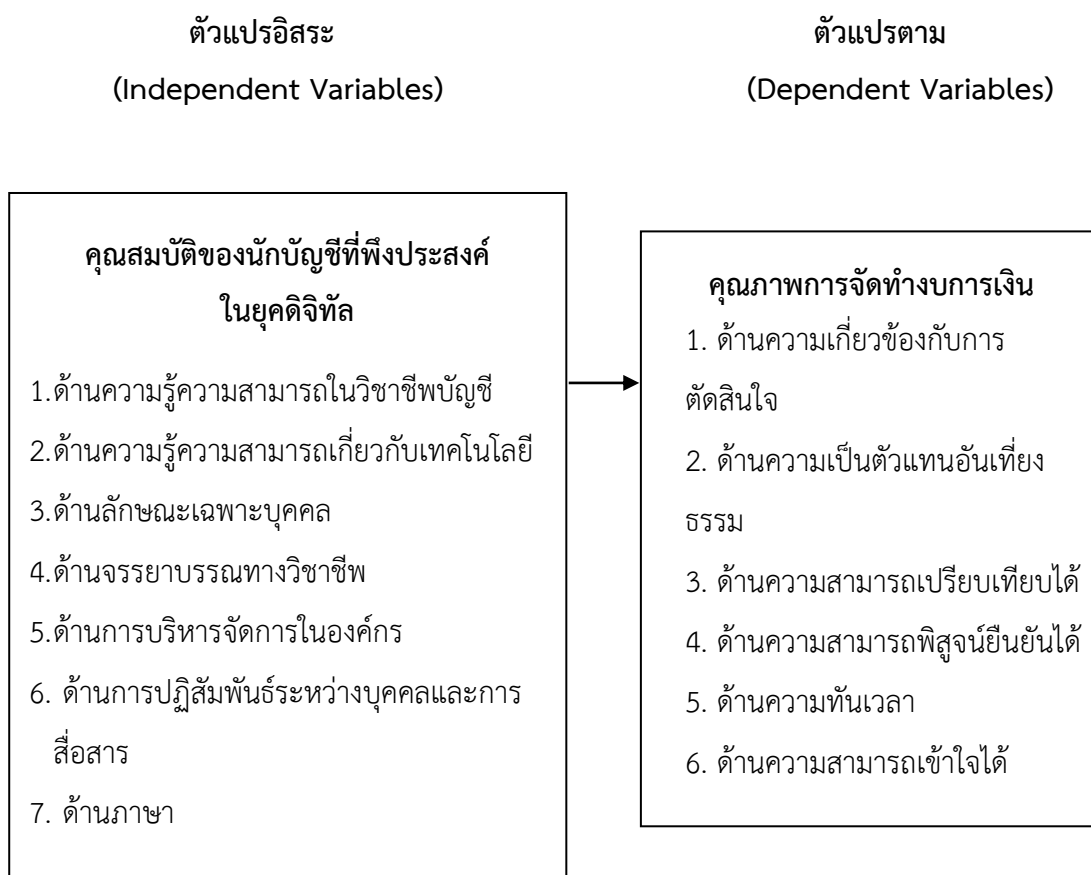 ตัวแปรอิสระ
(Independent Variables)
ตัวแปรตาม
(Dependent Variables)
คุณสมบัติของนักบัญชีที่พึงประสงค์
ในยุคดิจิทัล
1.ด้านความรู้ความสามารถในวิชาชีพบัญชี
2.ด้านความรู้ความสามารถเกี่ยวกับเทคโนโลยี
3.ด้านลักษณะเฉพาะบุคคล
4.ด้านจรรยาบรรณทางวิชาชีพ
5.ด้านการบริหารจัดการในองค์กร
6. ด้านการปฏิสัมพันธ์ระหว่างบุคคลและการ
สื่อสาร
7. ด้านภาษา
คุณภาพการจัดทำงบการเงิน
1. ด้านความเกี่ยวข้องกับการ
ตัดสินใจ
2. ด้านความเป็นตัวแทนอันเที่ยง
ธรรม
3. ด้านความสามารถเปรียบเทียบได้
4. ด้านความสามารถพิสูจน์ยืนยันได้
5. ด้านความทันเวลา
6. ด้านความสามารถเข้าใจได้